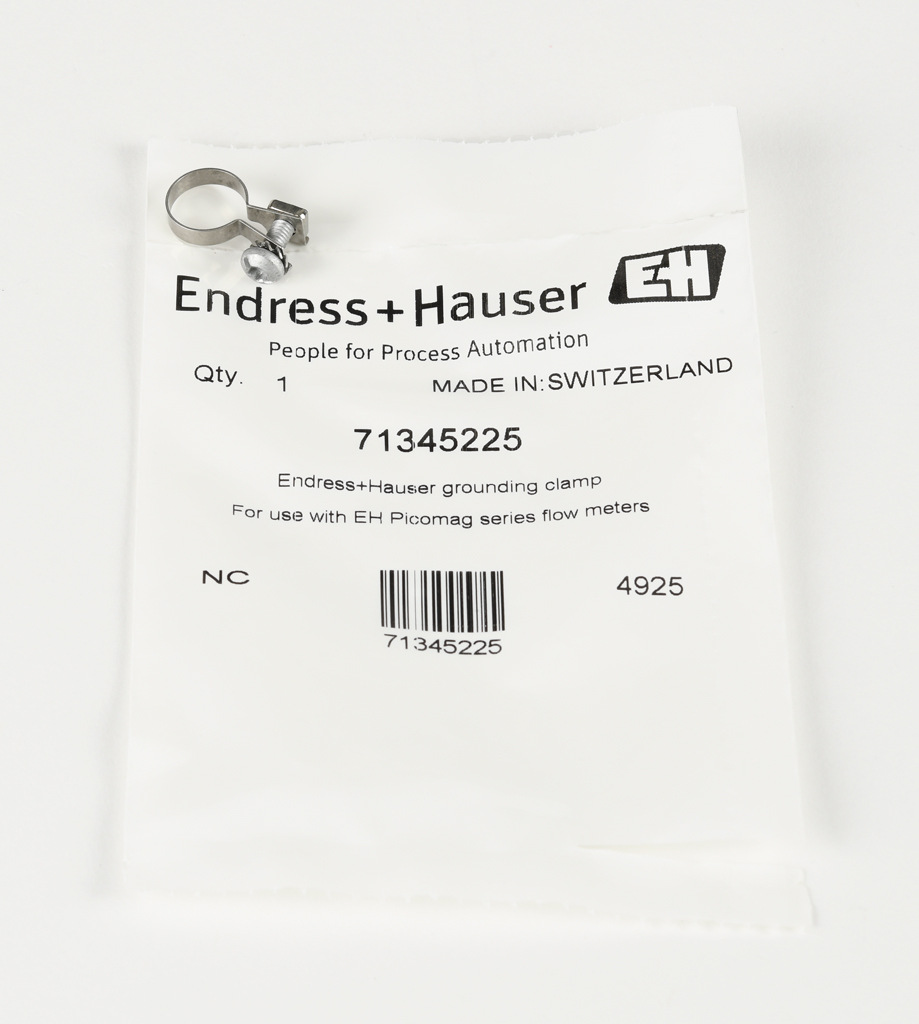 Endress+Hauser EH
People for Process Automation
Qty. 1 MADE IN:SWITZERLAND
71345225
Endress+Hauser grounding clamp
For use with EH Picomag series flow meters
NC 4925
71345225